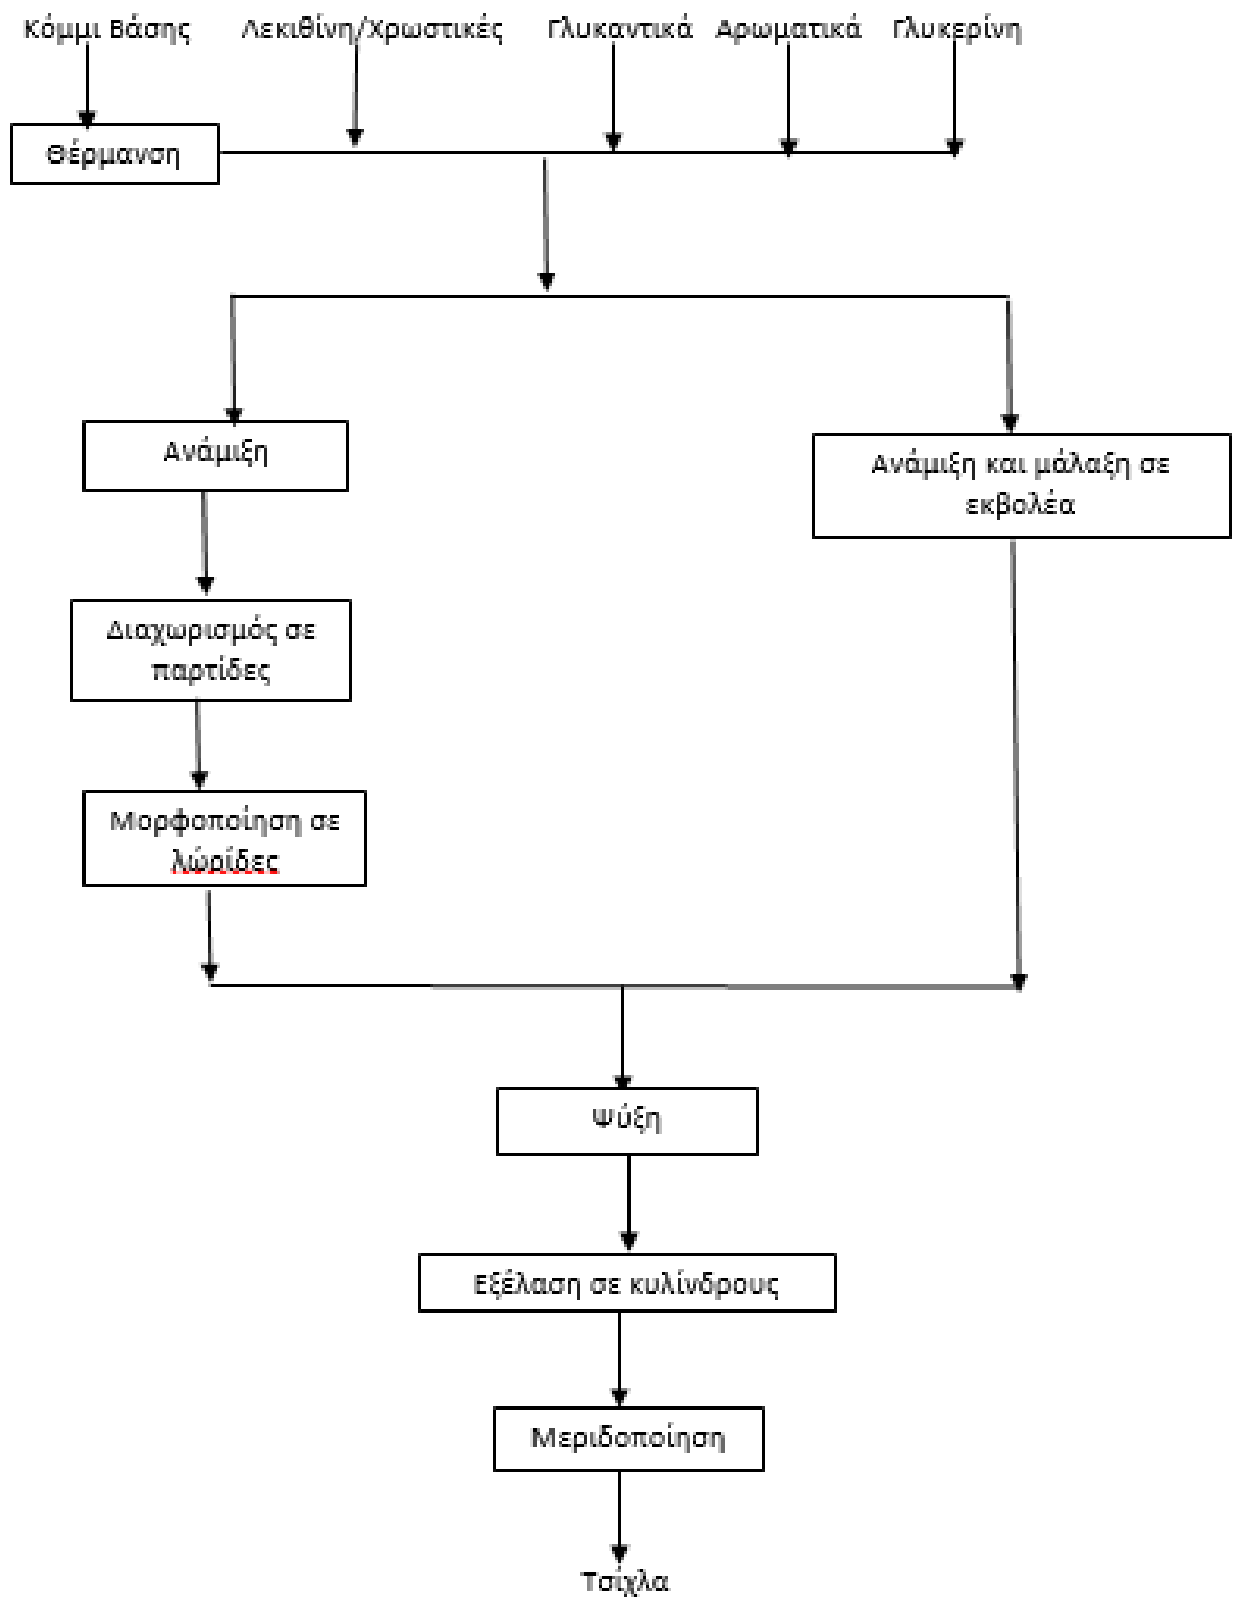 Κόμμι Βάσης Λεκιθίνη/Χρωστικές Γλυκαντικά Αρωματικά Γλυκερίνη
Θέρμανση
Ανάμιξη
Ανάμιξη και μάλαξη σε
εκβολέα
Διαχωρισμός σε
παρτίδες
Μορφοποίηση σε
λώρίδες
Ψύξη
Εξέλαση σε κυλίνδρους
Μεριδοποίηση
Τσίχλα